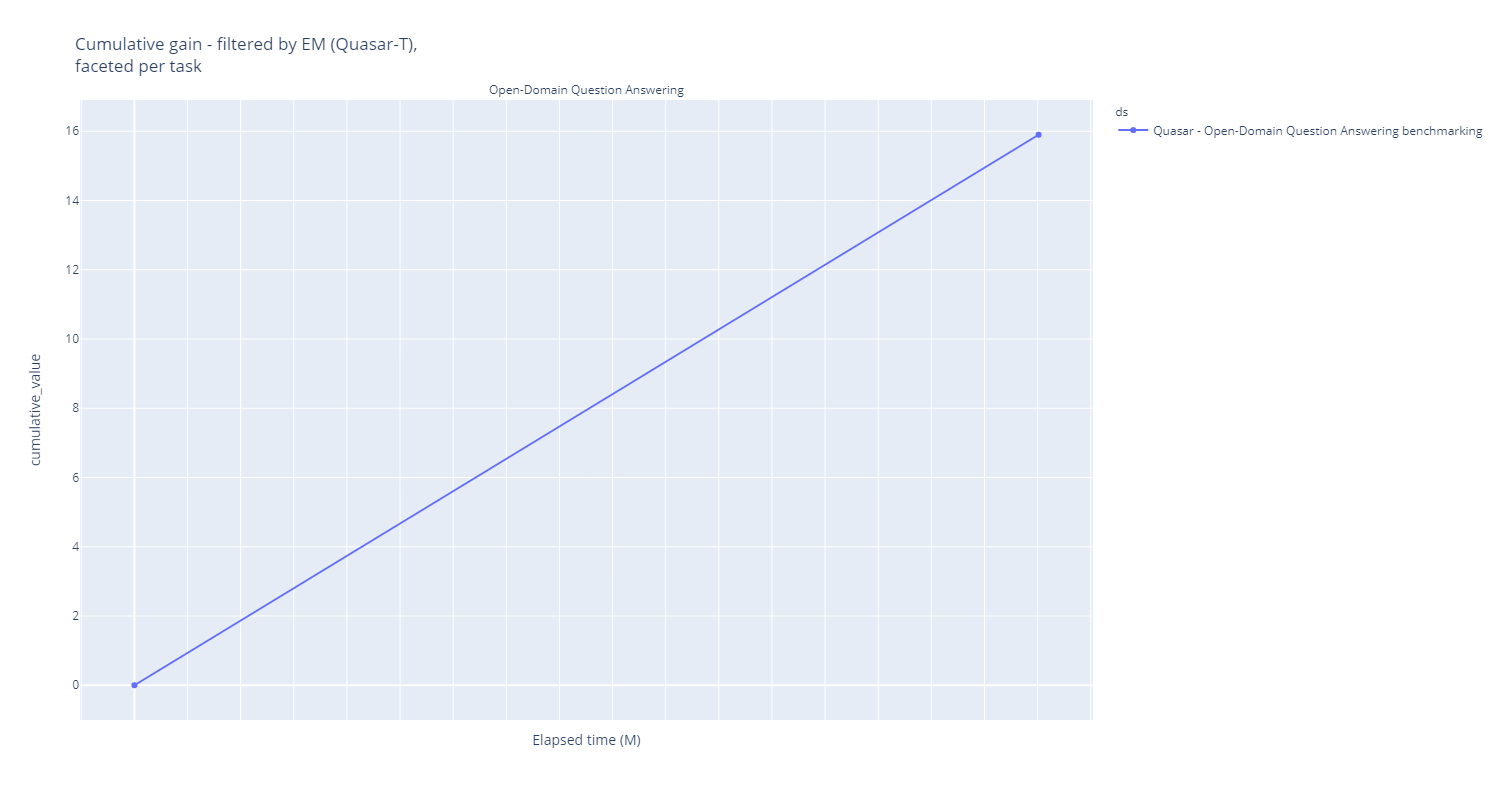 Cumulative gain - filtered by EM (Quasar-T),
faceted per task
Open-Domain Question Answering
ds
Quasar - Open-Domain Question Answering benchmarking
16
14
12
10
8
6
4
2
0
cumulative_value
Elapsed time (M)